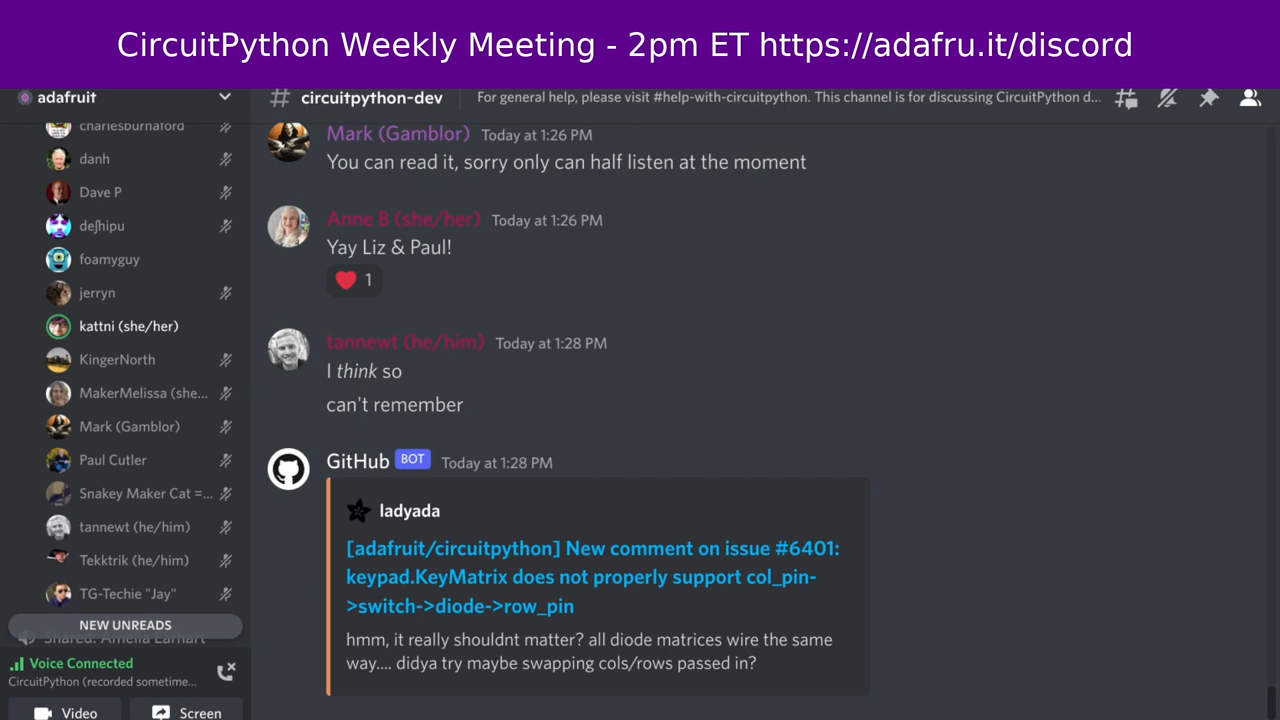 CircuitPython Weekly Meeting - 2pm ET https://adafru.it/discord
adafruit
charlesburnaford
danh
Dave P
deſhipu
foamyguy
jerryn
kattni (she/her)
KingerNorth
MakerMelissa (she...
Mark (Gamblor)
Paul Cutler
Snakey Maker Cat =...
tannewt (he/him)
Tekktrik (he/him)
TG-Techie "Jay"
NEW UNREADS
Shared: Amelia Earhart
Voice Connected
CircuitPython (recorded sometime...
Video
Screen
# circuitpython-dev
For general help, please visit #help-with-circuitpython. This channel is for discussing CircuitPython d...
Mark (Gamblor) Today at 1:26 PM
You can read it, sorry only can half listen at the moment
Anne B (she/her) Today at 1:26 PM
Yay Liz & Paul!
❤️ 1
tannewt (he/him) Today at 1:28 PM
I think so
can't remember
GitHub BOT Today at 1:28 PM
ladyada
[adafruit/circuitpython] New comment on issue #6401:
keypad.KeyMatrix does not properly support col_pin-
>switch->diode->row_pin
hmm, it really shouldnt matter? all diode matrices wire the same
way.... didya try maybe swapping cols/rows passed in?